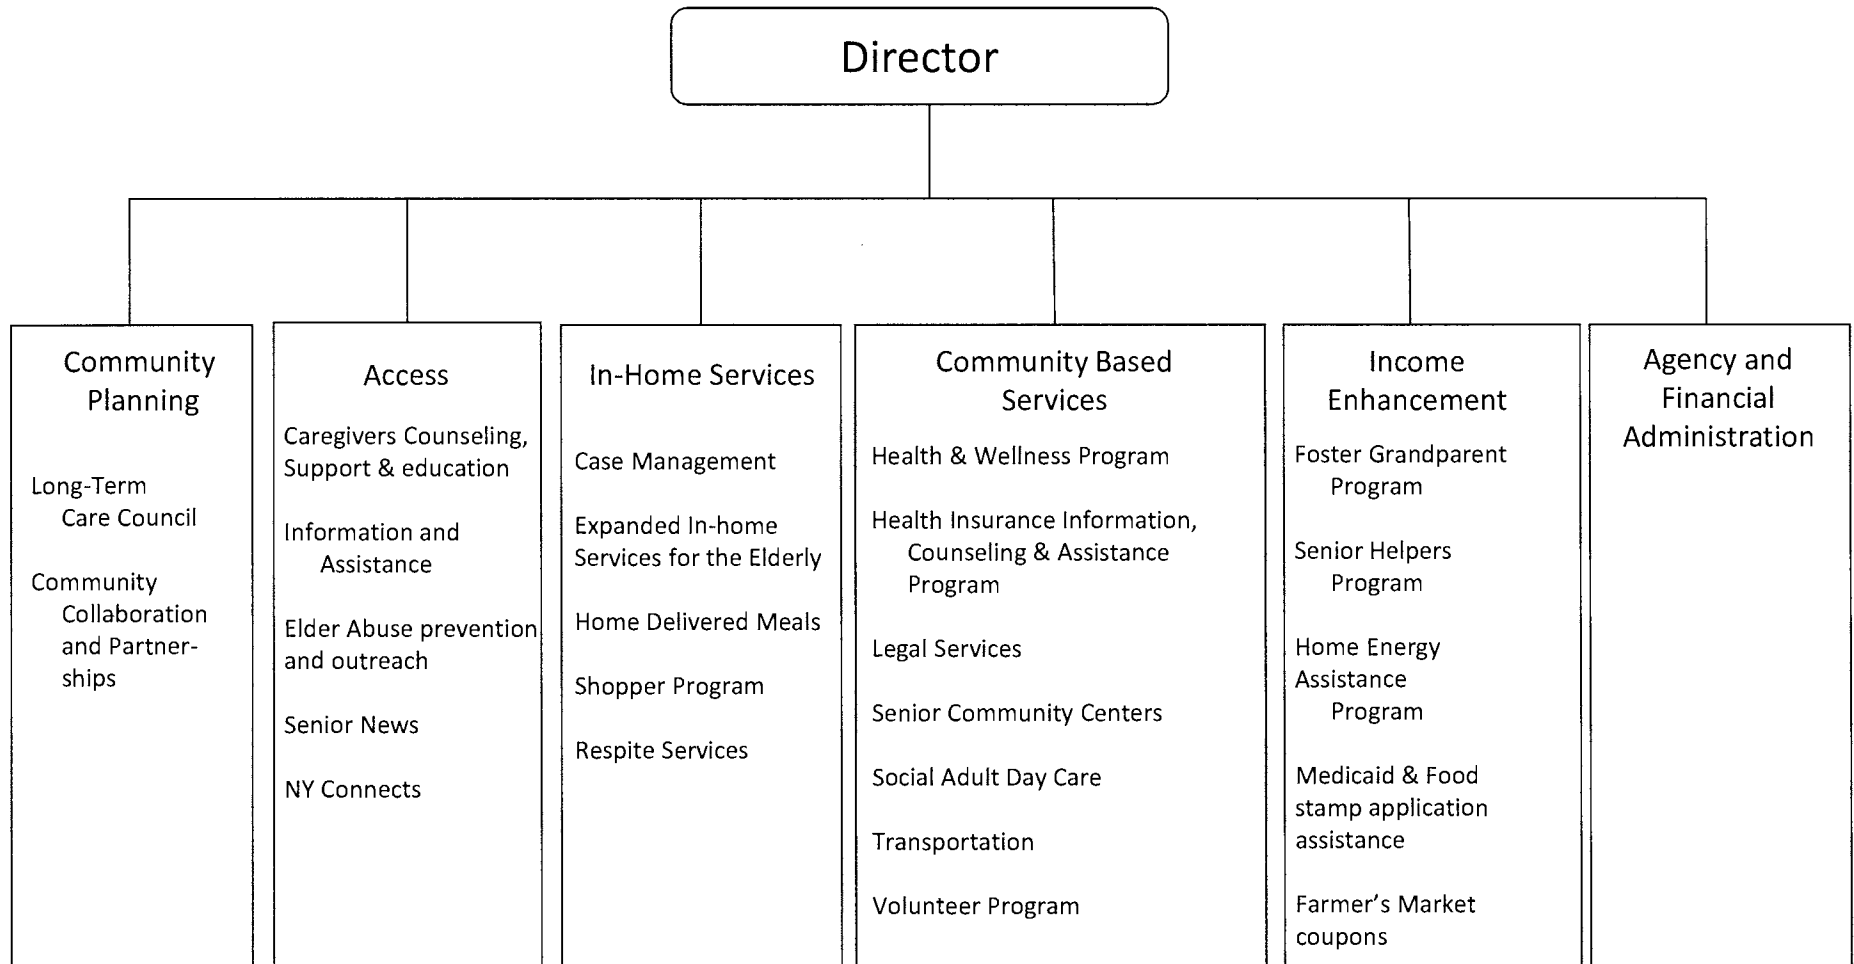 Director
Community
Planning
Long-Term
Care Council
Community
Collaboration
and Partner-
ships
Access
Caregivers Counseling,
Support & education
Information and
Assistance
Elder Abuse prevention
and outreach
Senior News
NY Connects
In-Home Services
Case Management
Expanded In-home
Services for the Elderly
Home Delivered Meals
Shopper Program
Respite Services
Community Based
Services
Health & Wellness Program
Health Insurance Information,
Counseling & Assistance
Program
Legal Services
Senior Community Centers
Social Adult Day Care
Transportation
Volunteer Program
Income
Enhancement
Foster Grandparent
Program
Senior Helpers
Program
Home Energy
Assistance
Program
Medicaid & Food
stamp application
assistance
Farmer’s Market
coupons
Agency and
Financial
Administration